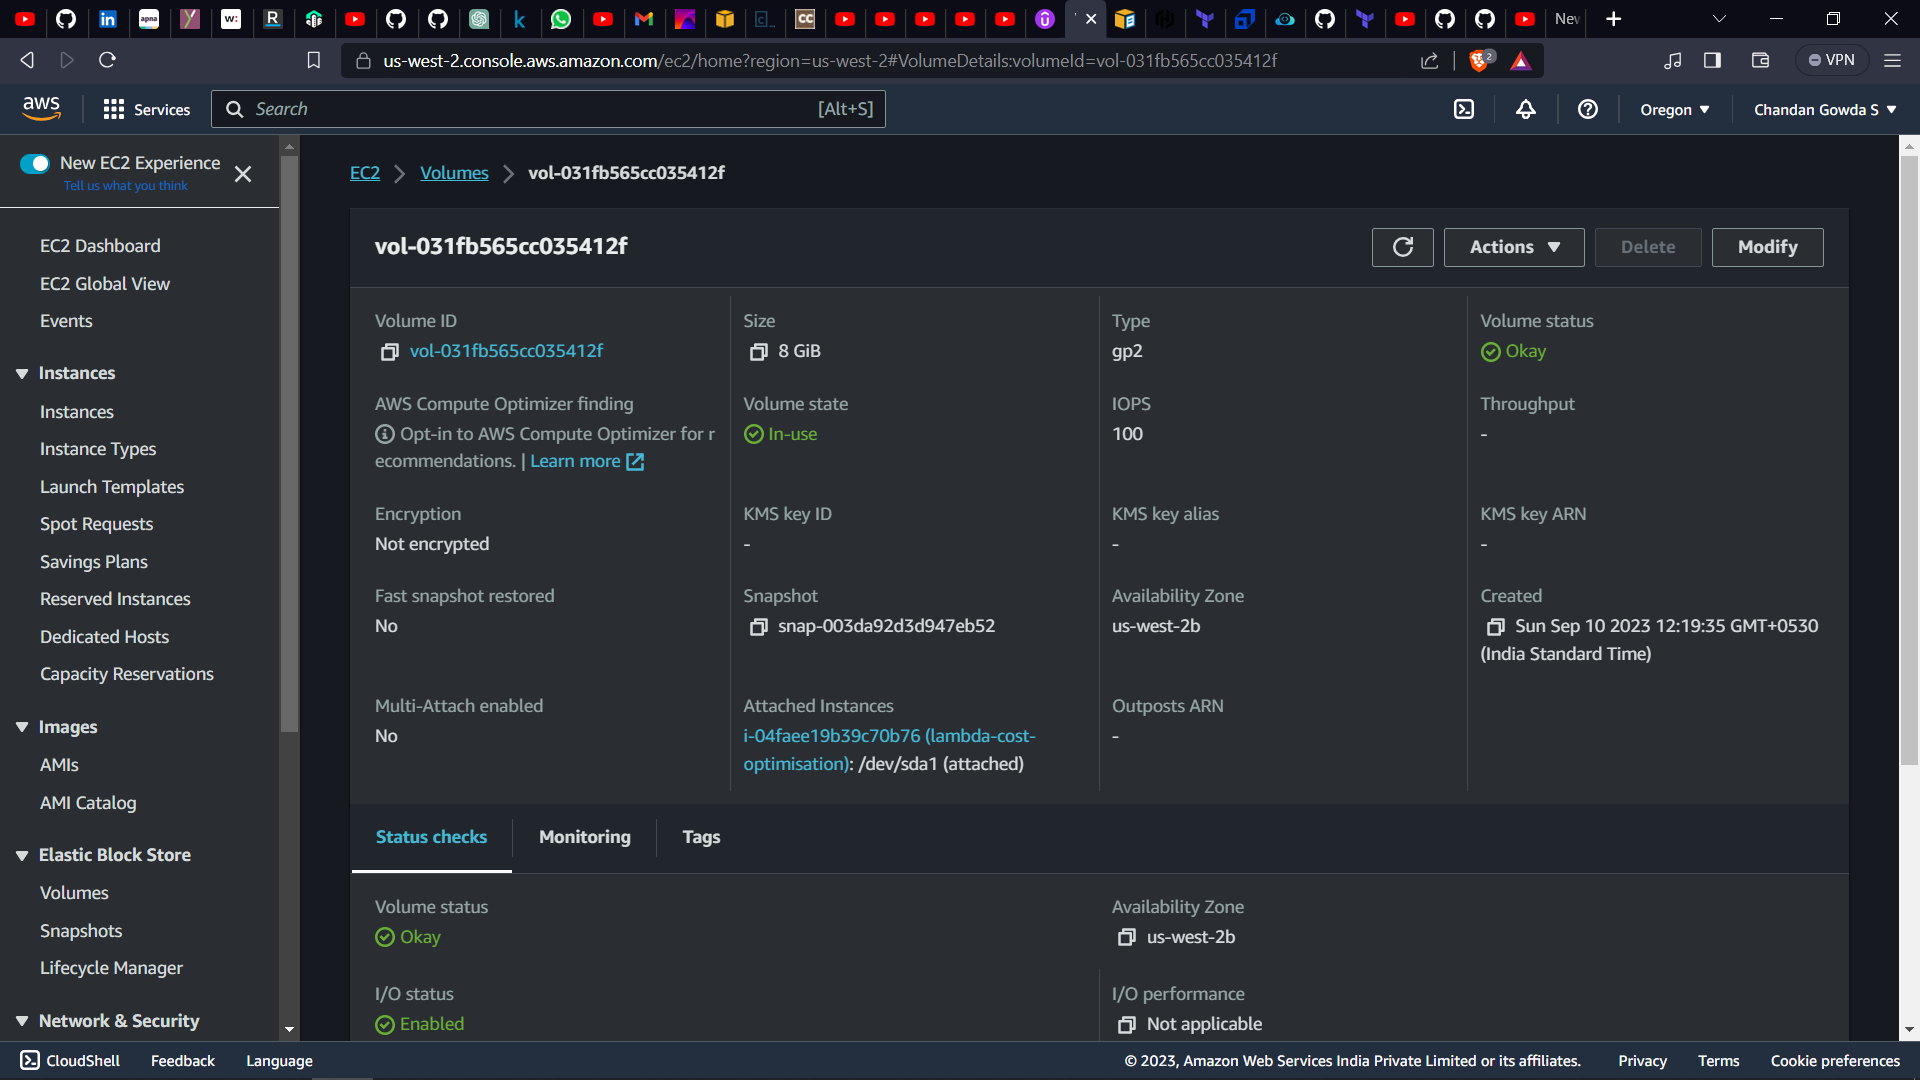 New
us-west-2.console.aws.amazon.com/ec2/home?region=us-west-2#VolumeDetails:volumeId=vol-031fb565cc035412f
2
VPN
aws
Services
Search
[Alt+S]
Oregon
Chandan Gowda S
New EC2 Experience
Tell us what you think
EC2 Dashboard
EC2 Global View
Events
Instances
Instances
Instance Types
Launch Templates
Spot Requests
Savings Plans
Reserved Instances
Dedicated Hosts
Capacity Reservations
Images
AMIs
AMI Catalog
Elastic Block Store
Volumes
Snapshots
Lifecycle Manager
Network & Security
EC2 > Volumes > vol-031fb565cc035412f
vol-031fb565cc035412f
Actions
Delete
Modify
Volume ID
vol-031fb565cc035412f
Size
8 GiB
Type
gp2
Volume status
Okay
AWS Compute Optimizer finding
Opt-in to AWS Compute Optimizer for r
ecommendations. | Learn more
Volume state
In-use
IOPS
100
Throughput
-
Encryption
Not encrypted
KMS key ID
-
KMS key alias
-
KMS key ARN
-
Fast snapshot restored
No
Snapshot
snap-003da92d3d947eb52
Availability Zone
us-west-2b
Created
Sun Sep 10 2023 12:19:35 GMT+0530
(India Standard Time)
Multi-Attach enabled
No
Attached Instances
i-04faee19b39c70b76 (lambda-cost-
optimisation): /dev/sda1 (attached)
Outposts ARN
-
Status checks
Monitoring
Tags
Volume status
Okay
Availability Zone
us-west-2b
I/O status
Enabled
I/O performance
Not applicable
CloudShell
Feedback
Language
© 2023, Amazon Web Services India Private Limited or its affiliates.
Privacy
Terms
Cookie preferences